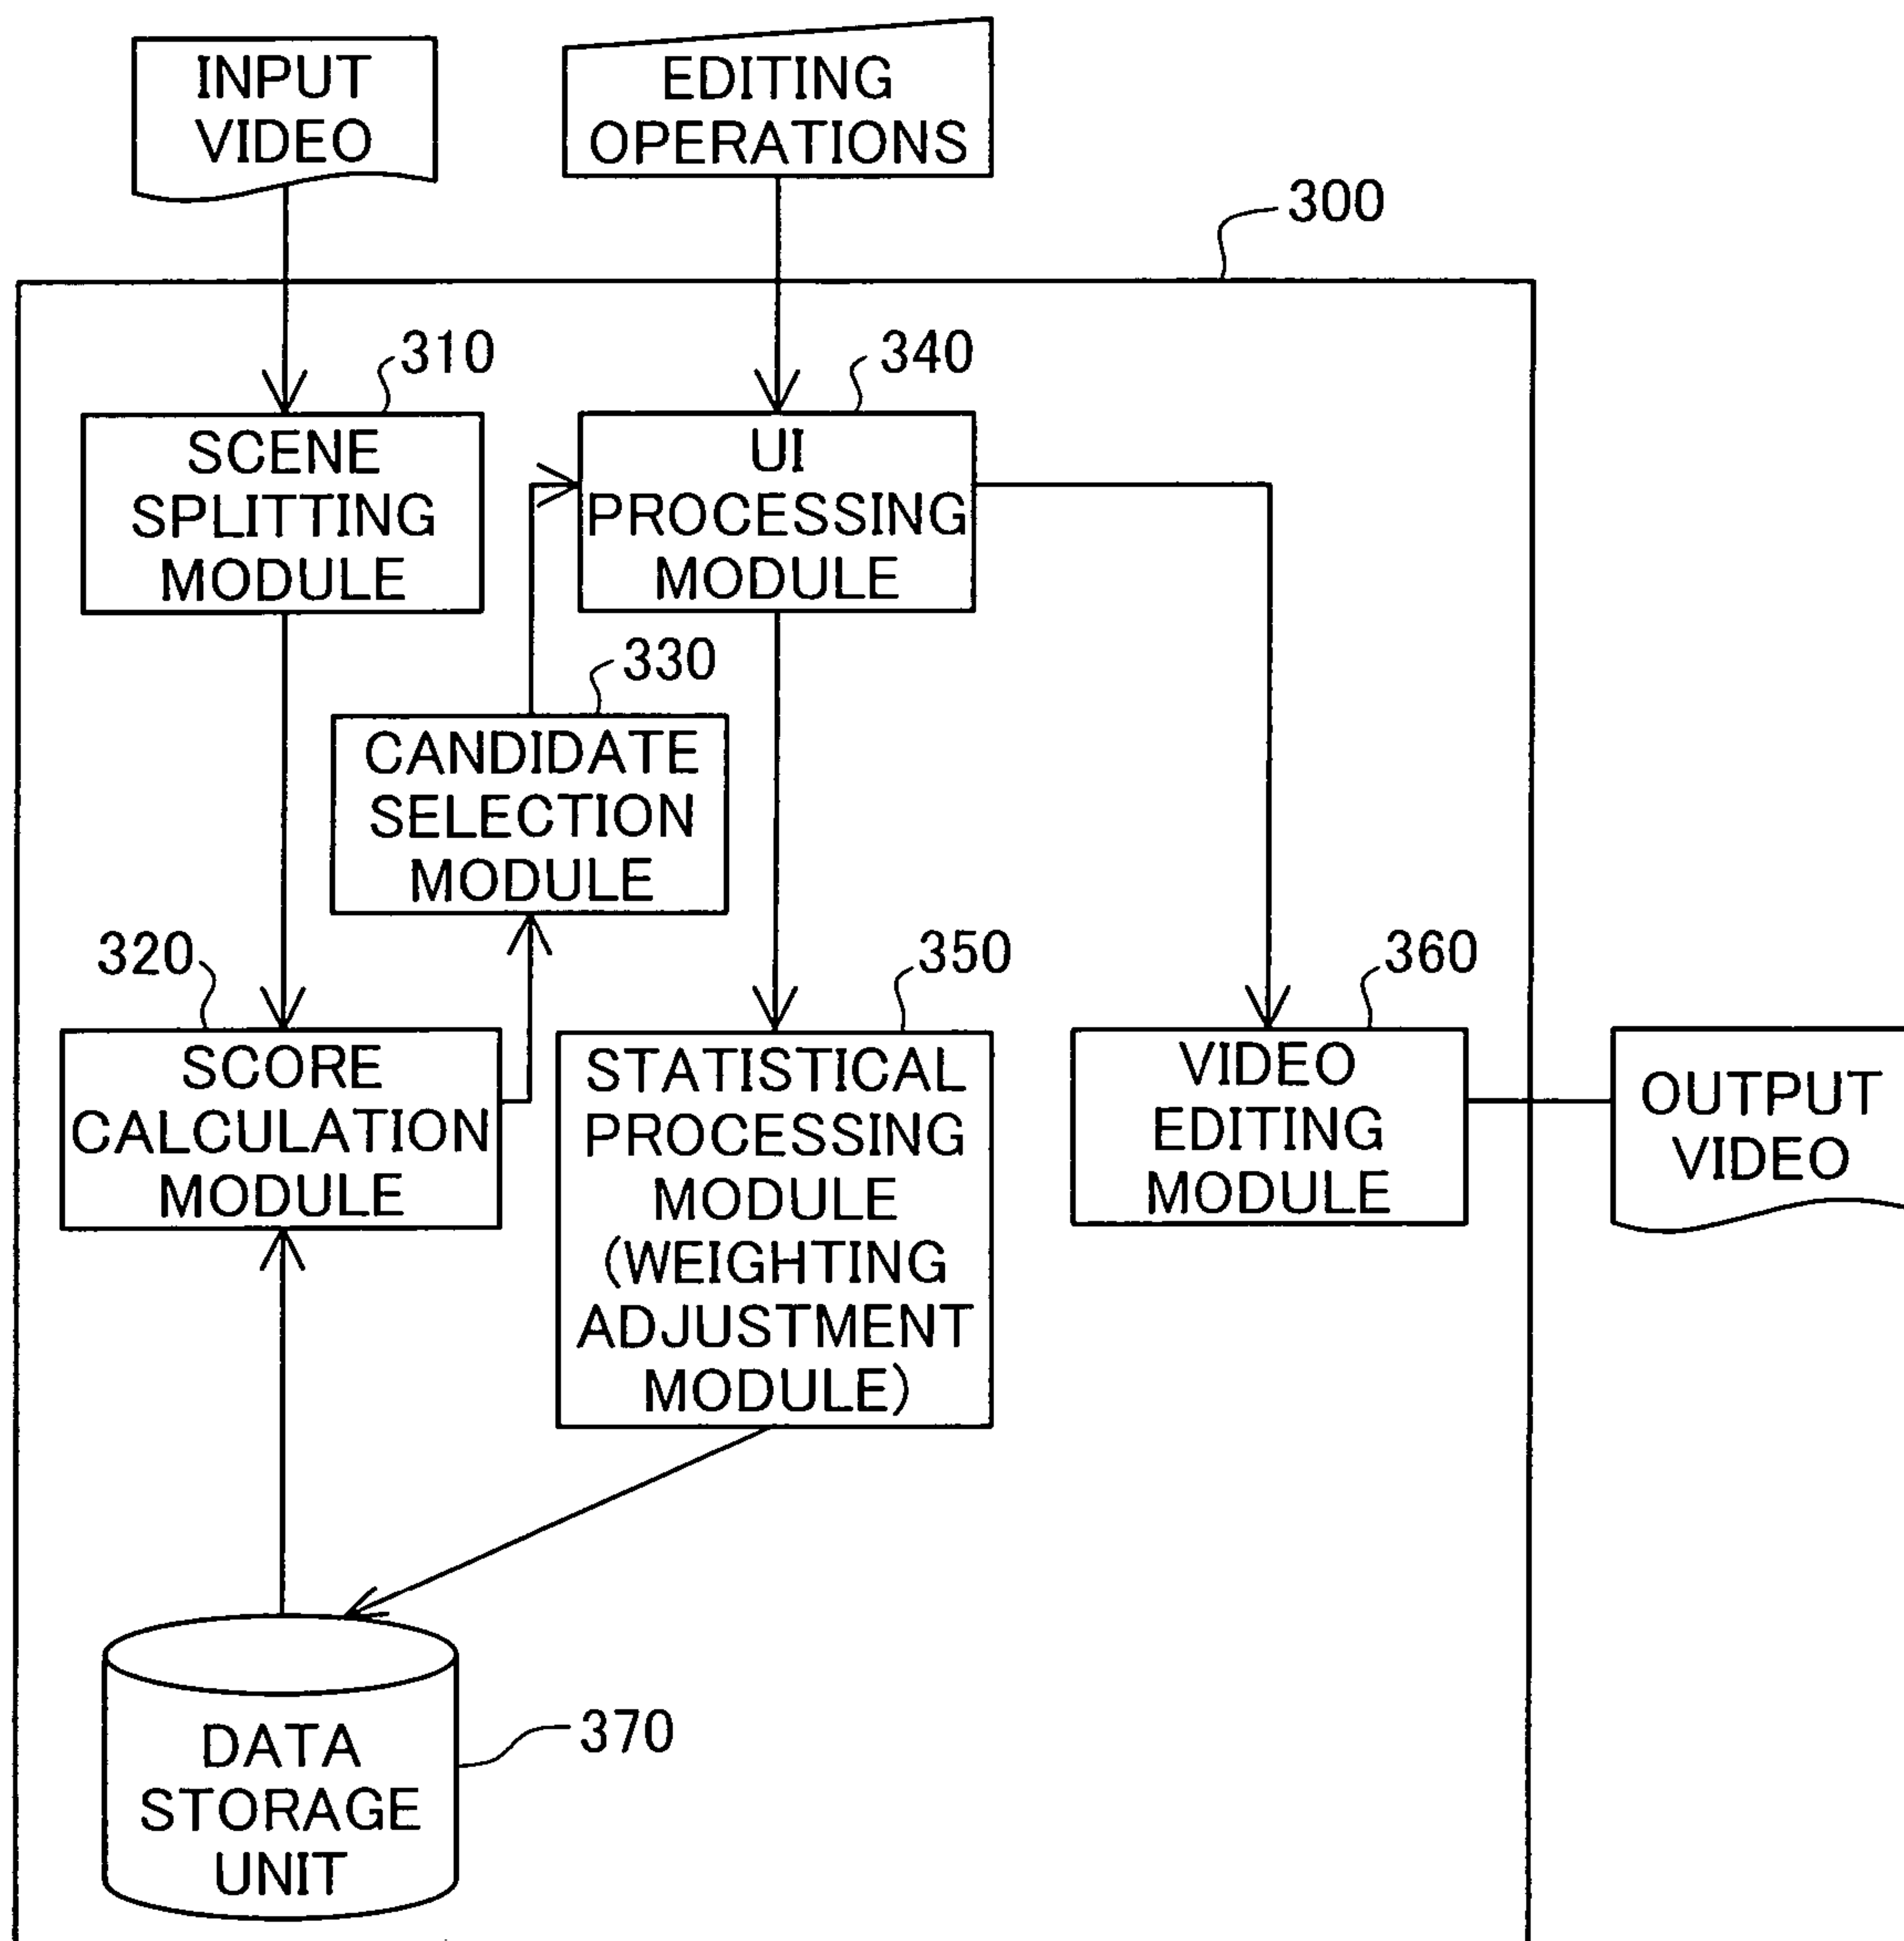 INPUT
VIDEO
EDITING
OPERATIONS
300
310
340
SCENE
SPLITTING
MODULE
UI
PROCESSING
MODULE
330
CANDIDATE
SELECTION
MODULE
320
350
360
SCORE
CALCULATION
MODULE
STATISTICAL
PROCESSING
MODULE
(WEIGHTING
ADJUSTMENT
MODULE)
VIDEO
EDITING
MODULE
OUTPUT
VIDEO
DATA
STORAGE
UNIT
370